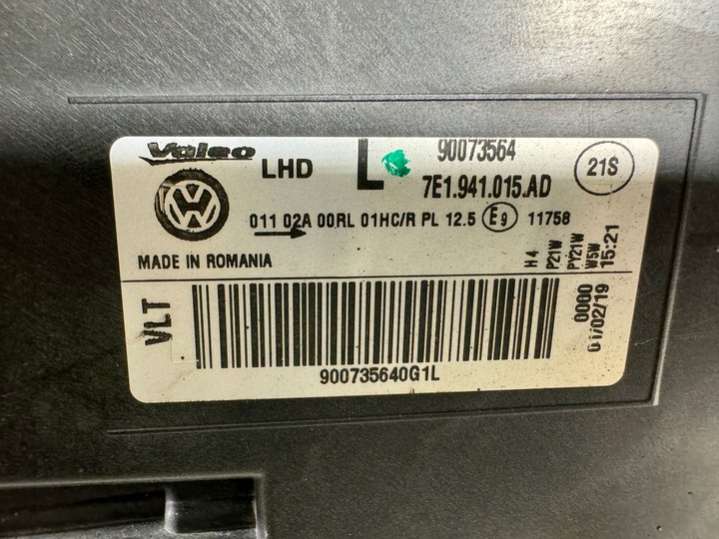 Valeo LHD L 90073564
7E1.941.015.AD
21S
011 02A 00RL 01HC/R PL 12.5 E9 11758
MADE IN ROMANIA
H4
P21W
PY21W
W5W
15:21
0000
01/02/19
VLT
900735640G1L